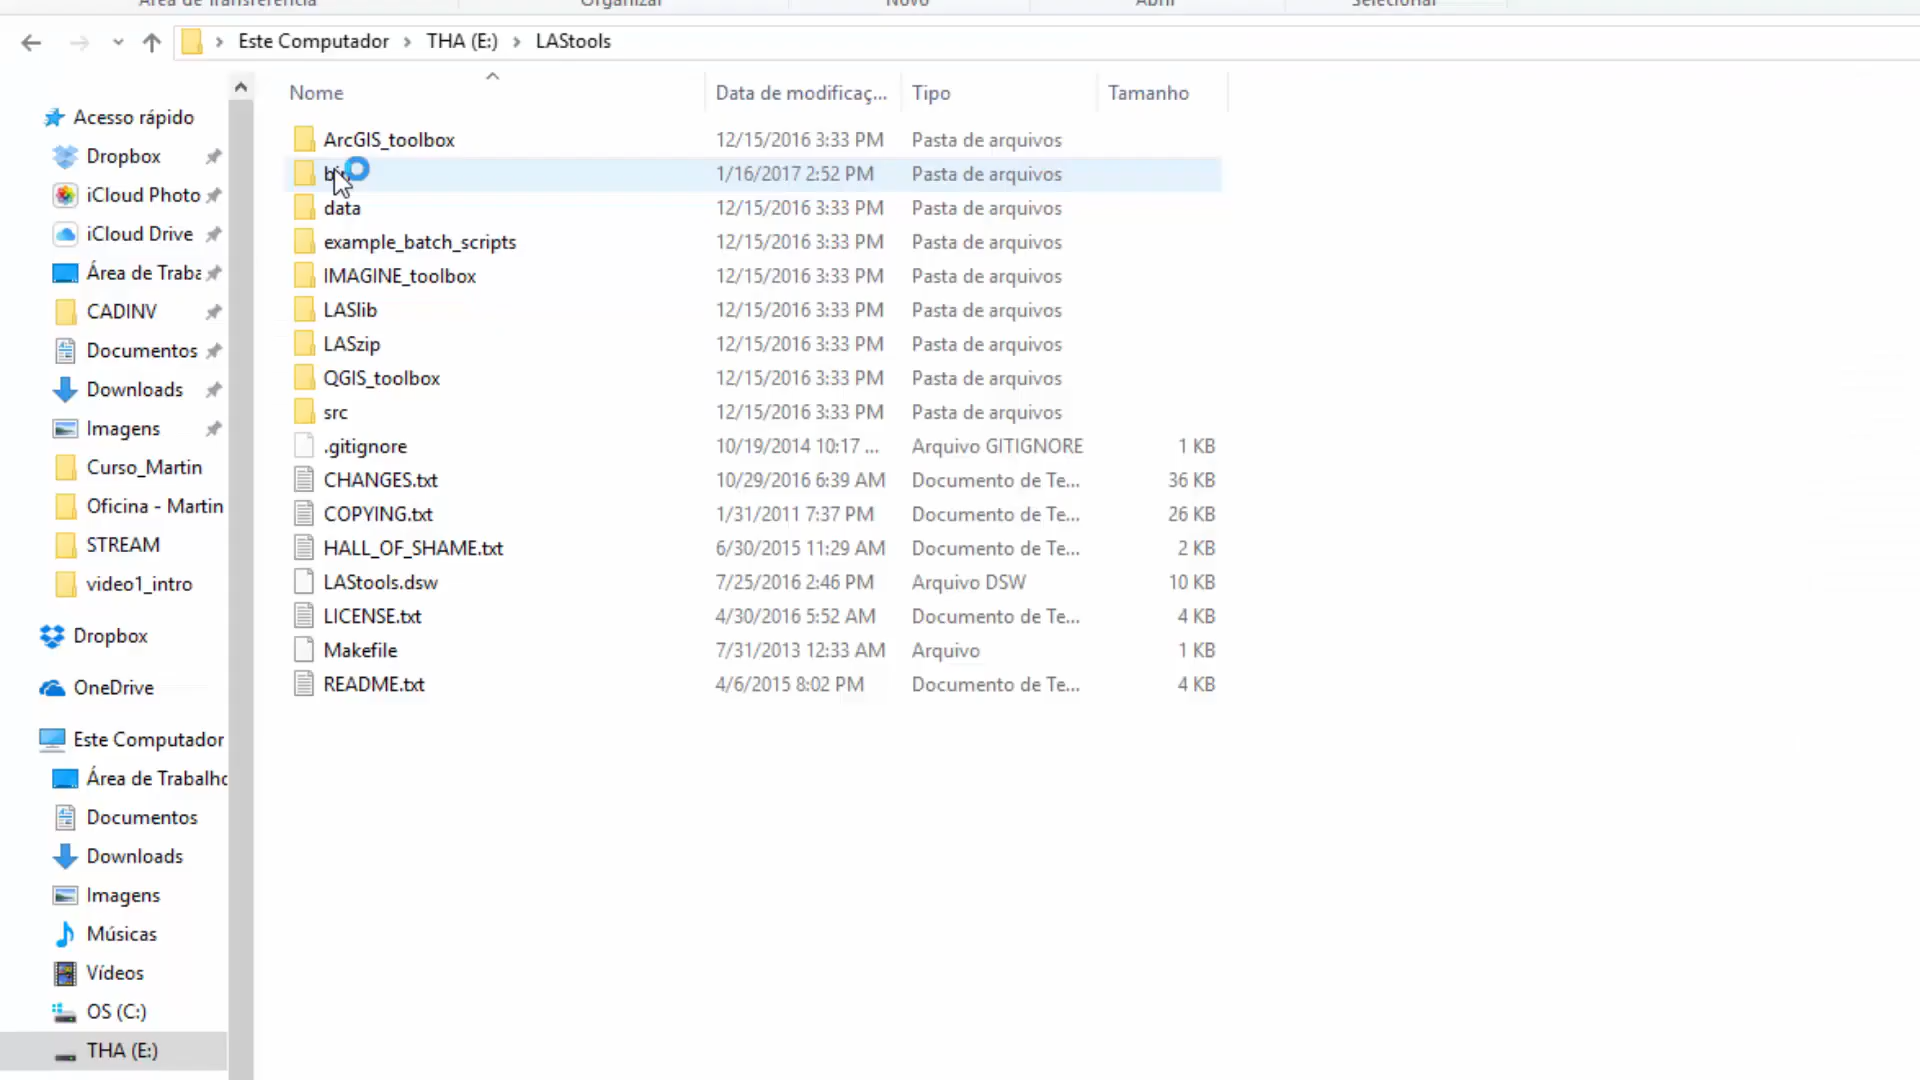 Área de Transferência Organizar Novo Abrir Selecionar
Este Computador > THA (E:) > LAStools
Nome Data de modificaç... Tipo Tamanho
Acesso rápido
Dropbox
iCloud Photo
iCloud Drive
Área de Traba
CADINV
Documentos
Downloads
Imagens
Curso_Martin
Oficina - Martin
STREAM
video1_intro
Dropbox
OneDrive
Este Computador
Área de Trabalho
Documentos
Downloads
Imagens
Músicas
Vídeos
OS (C:)
THA (E:)
ArcGIS_toolbox 12/15/2016 3:33 PM Pasta de arquivos
1/16/2017 2:52 PM Pasta de arquivos
data 12/15/2016 3:33 PM Pasta de arquivos
example_batch_scripts 12/15/2016 3:33 PM Pasta de arquivos
IMAGINE_toolbox 12/15/2016 3:33 PM Pasta de arquivos
LASlib 12/15/2016 3:33 PM Pasta de arquivos
LASzip 12/15/2016 3:33 PM Pasta de arquivos
QGIS_toolbox 12/15/2016 3:33 PM Pasta de arquivos
src 12/15/2016 3:33 PM Pasta de arquivos
.gitignore 10/19/2014 10:17 ... Arquivo GITIGNORE 1 KB
CHANGES.txt 10/29/2016 6:39 AM Documento de Te... 36 KB
COPYING.txt 1/31/2011 7:37 PM Documento de Te... 26 KB
HALL_OF_SHAME.txt 6/30/2015 11:29 AM Documento de Te... 2 KB
LAStools.dsw 7/25/2016 2:46 PM Arquivo DSW 10 KB
LICENSE.txt 4/30/2016 5:52 AM Documento de Te... 4 KB
Makefile 7/31/2013 12:33 AM Arquivo 1 KB
README.txt 4/6/2015 8:02 PM Documento de Te... 4 KB